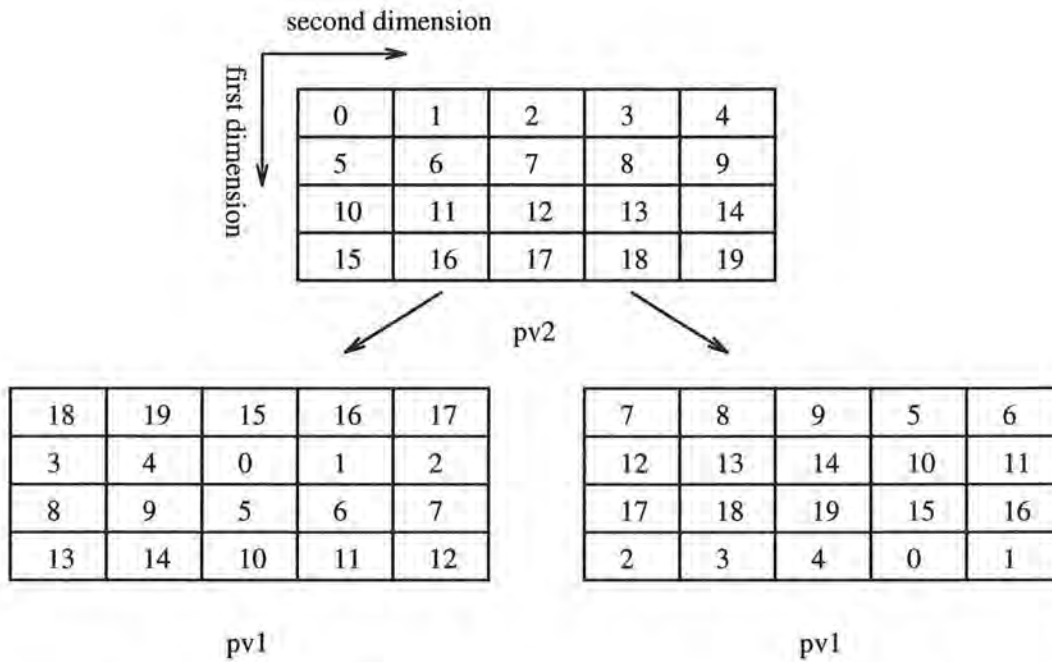 second dimension
first dimension
0 1 2 3 4
5 6 7 8 9
10 11 12 13 14
15 16 17 18 19
pv2
18 19 15 16 17
3 4 0 1 2
8 9 5 6 7
13 14 10 11 12
pv1
7 8 9 5 6
12 13 14 10 11
17 18 19 15 16
2 3 4 0 1
pv1